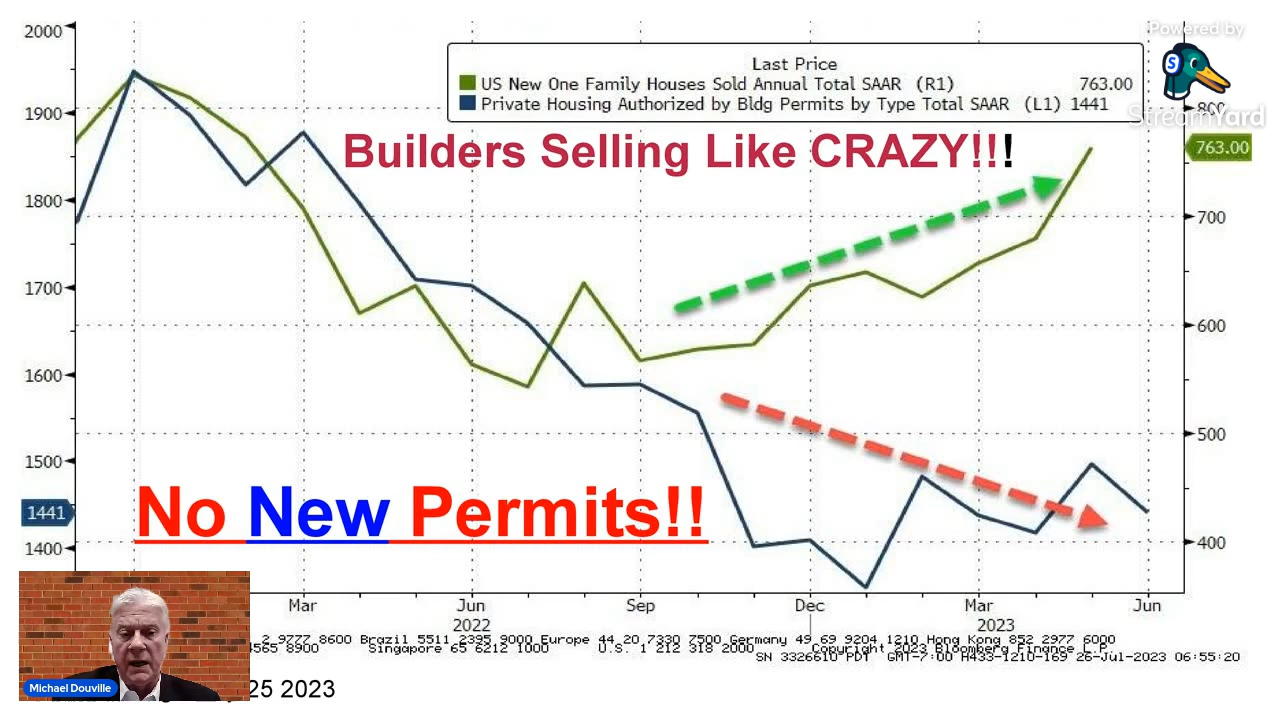 Powered by
StreamYard
2000
1900
1800
1700
1600
1500
1441
1400
Last Price
US New One Family Houses Sold Annual Total SAAR (R1) 763.00
Private Housing Authorized by Bldg Permits by Type Total SAAR (L1) 1441
Builders Selling Like CRAZY!!!
800
763.00
700
600
500
400
No New Permits!!
Mar Jun Sep Dec Mar Jun
2022 2023
2.9777 8600 Brazil 5511 2395 9000 Europe 44 20 7330 7500 Germany 49 69 9204 1210 Hong Kong 852 2977 6000
4565 8900 Singapore 65 6212 1000 U.S. 1 212 318 2000 Copyright 2023 Bloomberg Finance L.P.
SN 3326610 PDT GMT-7:00 H433-1210-169 26-Jul-2023 06:55:20
Michael Douville
25 2023